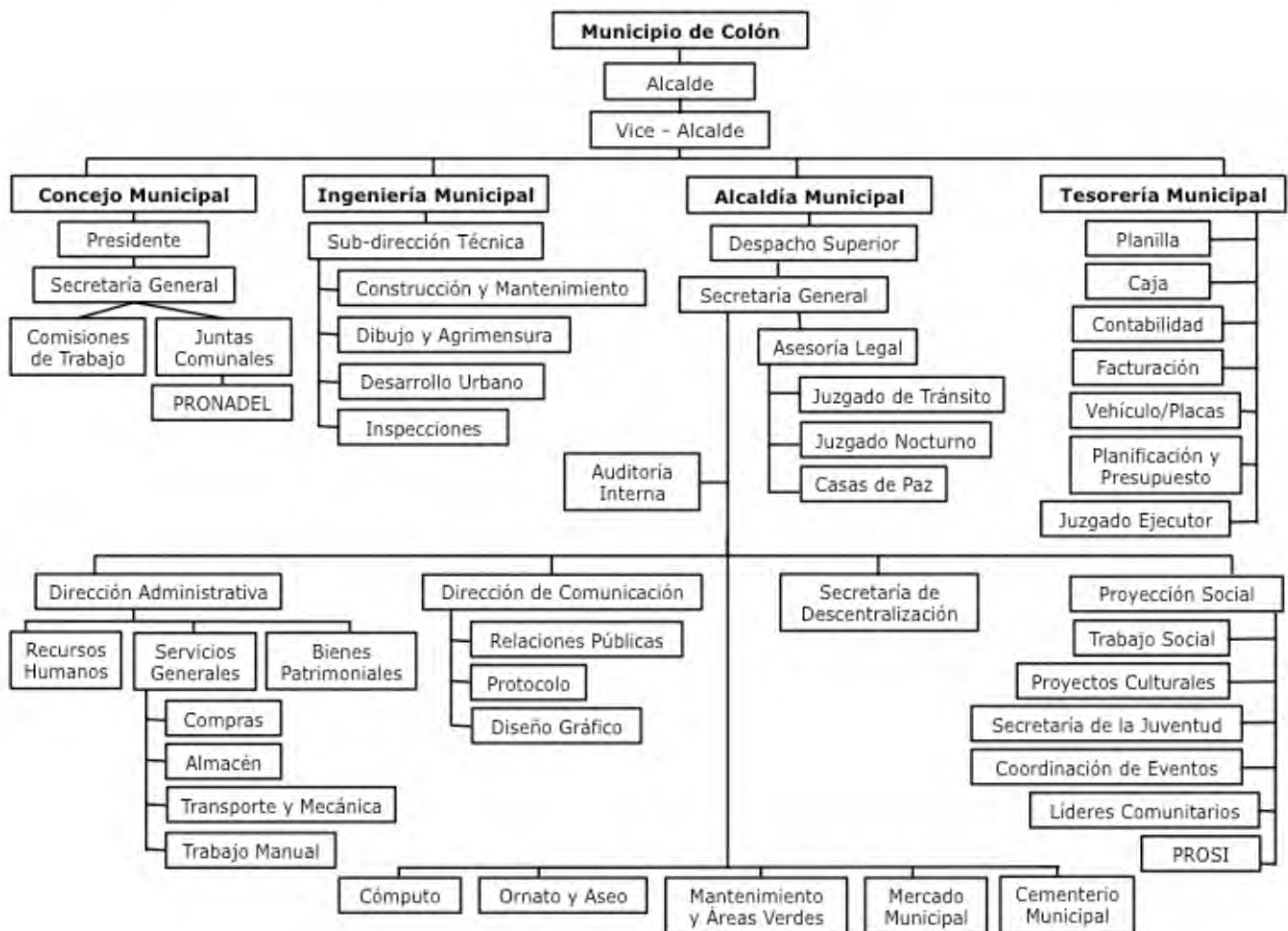 Municipio de Colón
Alcalde
Vice - Alcalde
Concejo Municipal
Presidente
Secretaría General
Comisiones
de Trabajo
Juntas
Comunales
PRONADEL
Ingeniería Municipal
Sub-dirección Técnica
Construcción y Mantenimiento
Dibujo y Agrimensura
Desarrollo Urbano
Inspecciones
Alcaldía Municipal
Despacho Superior
Secretaría General
Asesoría Legal
Juzgado de Tránsito
Juzgado Nocturno
Casas de Paz
Auditoría
Interna
Tesorería Municipal
Planilla
Caja
Contabilidad
Facturación
Vehículo/Placas
Planificación y
Presupuesto
Juzgado Ejecutor
Dirección Administrativa
Recursos
Humanos
Servicios
Generales
Bienes
Patrimoniales
Compras
Almacén
Transporte y Mecánica
Trabajo Manual
Dirección de Comunicación
Relaciones Públicas
Protocolo
Diseño Gráfico
Secretaría de
Descentralización
Proyección Social
Trabajo Social
Proyectos Culturales
Secretaría de la Juventud
Coordinación de Eventos
Líderes Comunitarios
PROSI
Cómputo
Ornato y Aseo
Mantenimiento
y Áreas Verdes
Mercado
Municipal
Cementerio
Municipal